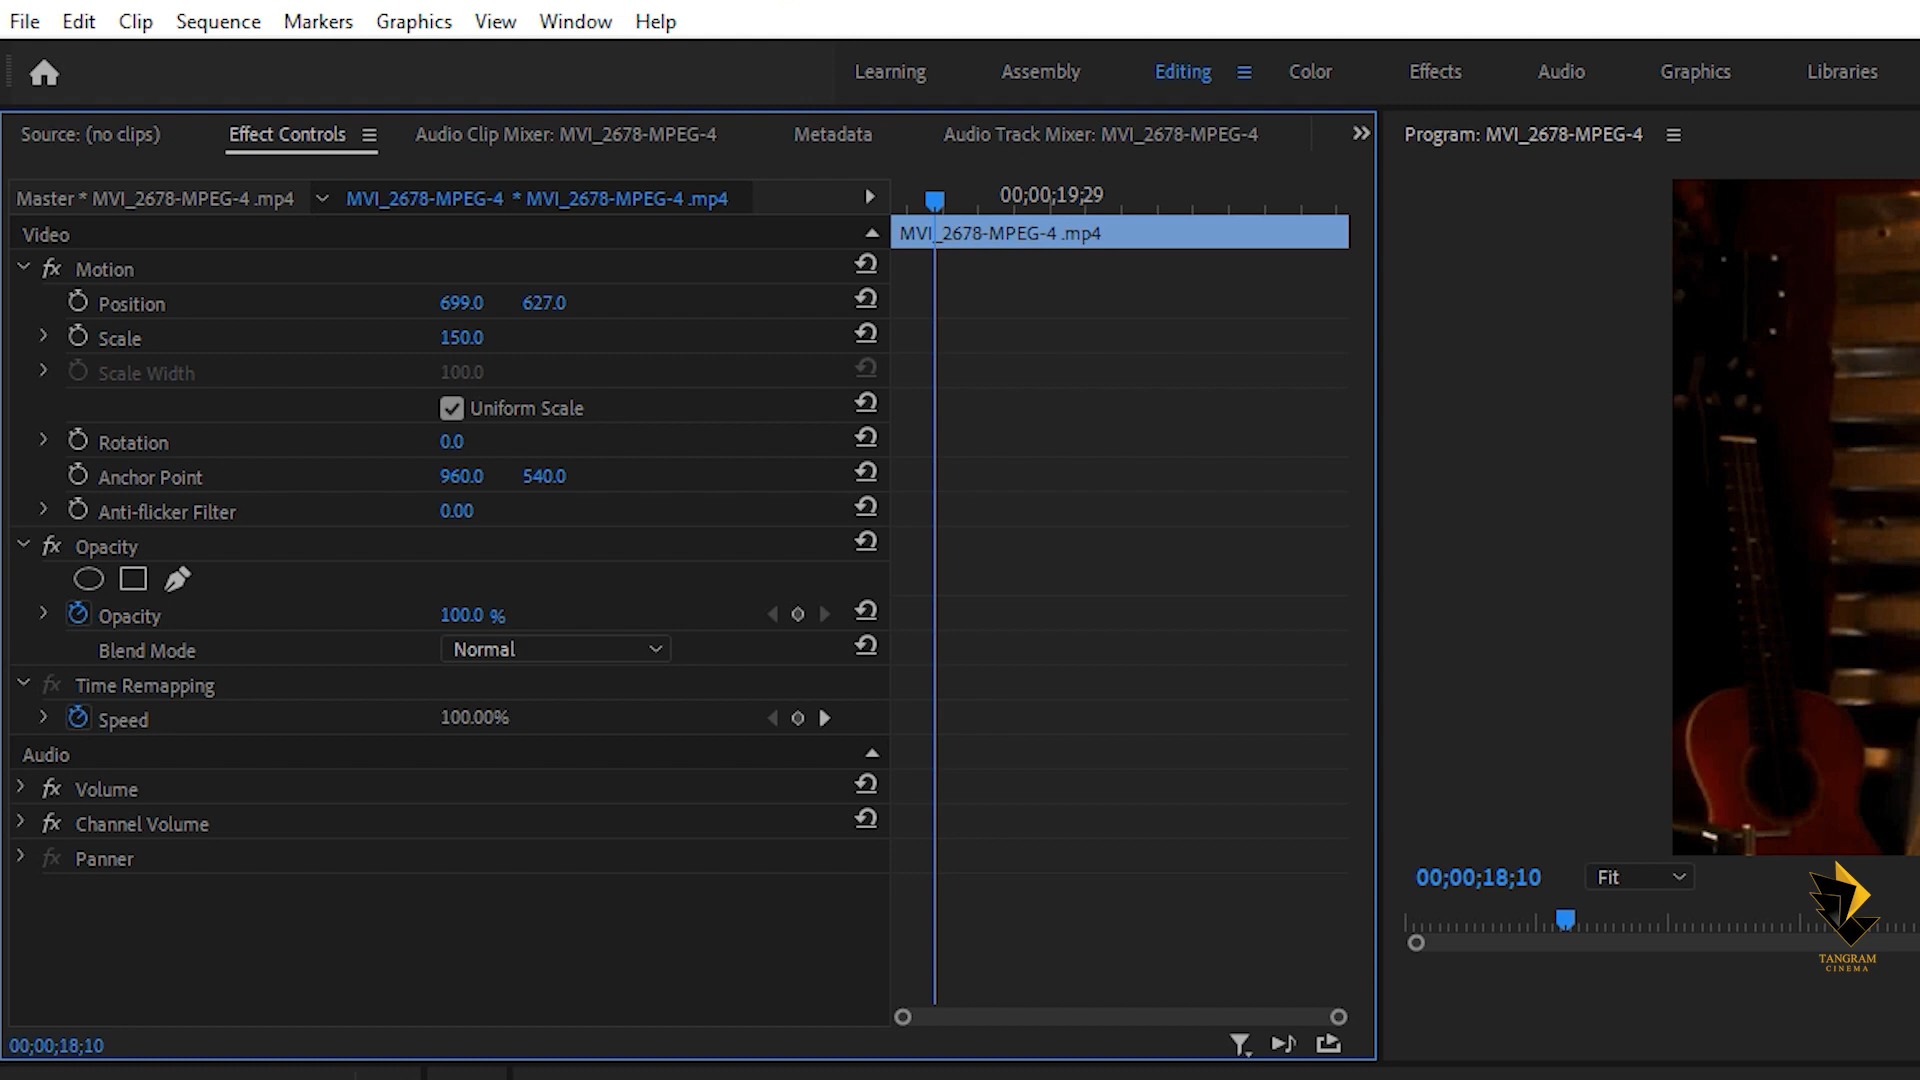 File Edit Clip Sequence Markers Graphics View Window Help
Learning Assembly Editing Color Effects Audio Graphics Libraries
Source: (no clips) Effect Controls Audio Clip Mixer: MVI_2678-MPEG-4 Metadata Audio Track Mixer: MVI_2678-MPEG-4 Program: MVI_2678-MPEG-4
Master * MVI_2678-MPEG-4 .mp4 MVI_2678-MPEG-4 * MVI_2678-MPEG-4 .mp4 00;00;19;29
Video MVI_2678-MPEG-4 .mp4
fx Motion
Position 699.0 627.0
Scale 150.0
Scale Width 100.0
Uniform Scale
Rotation 0.0
Anchor Point 960.0 540.0
Anti-flicker Filter 0.00
fx Opacity
Opacity 100.0 %
Blend Mode Normal
fx Time Remapping
Speed 100.00%
Audio
fx Volume
fx Channel Volume
fx Panner
00;00;18;10 Fit
TANGRAM
CINEMA
00;00;18;10